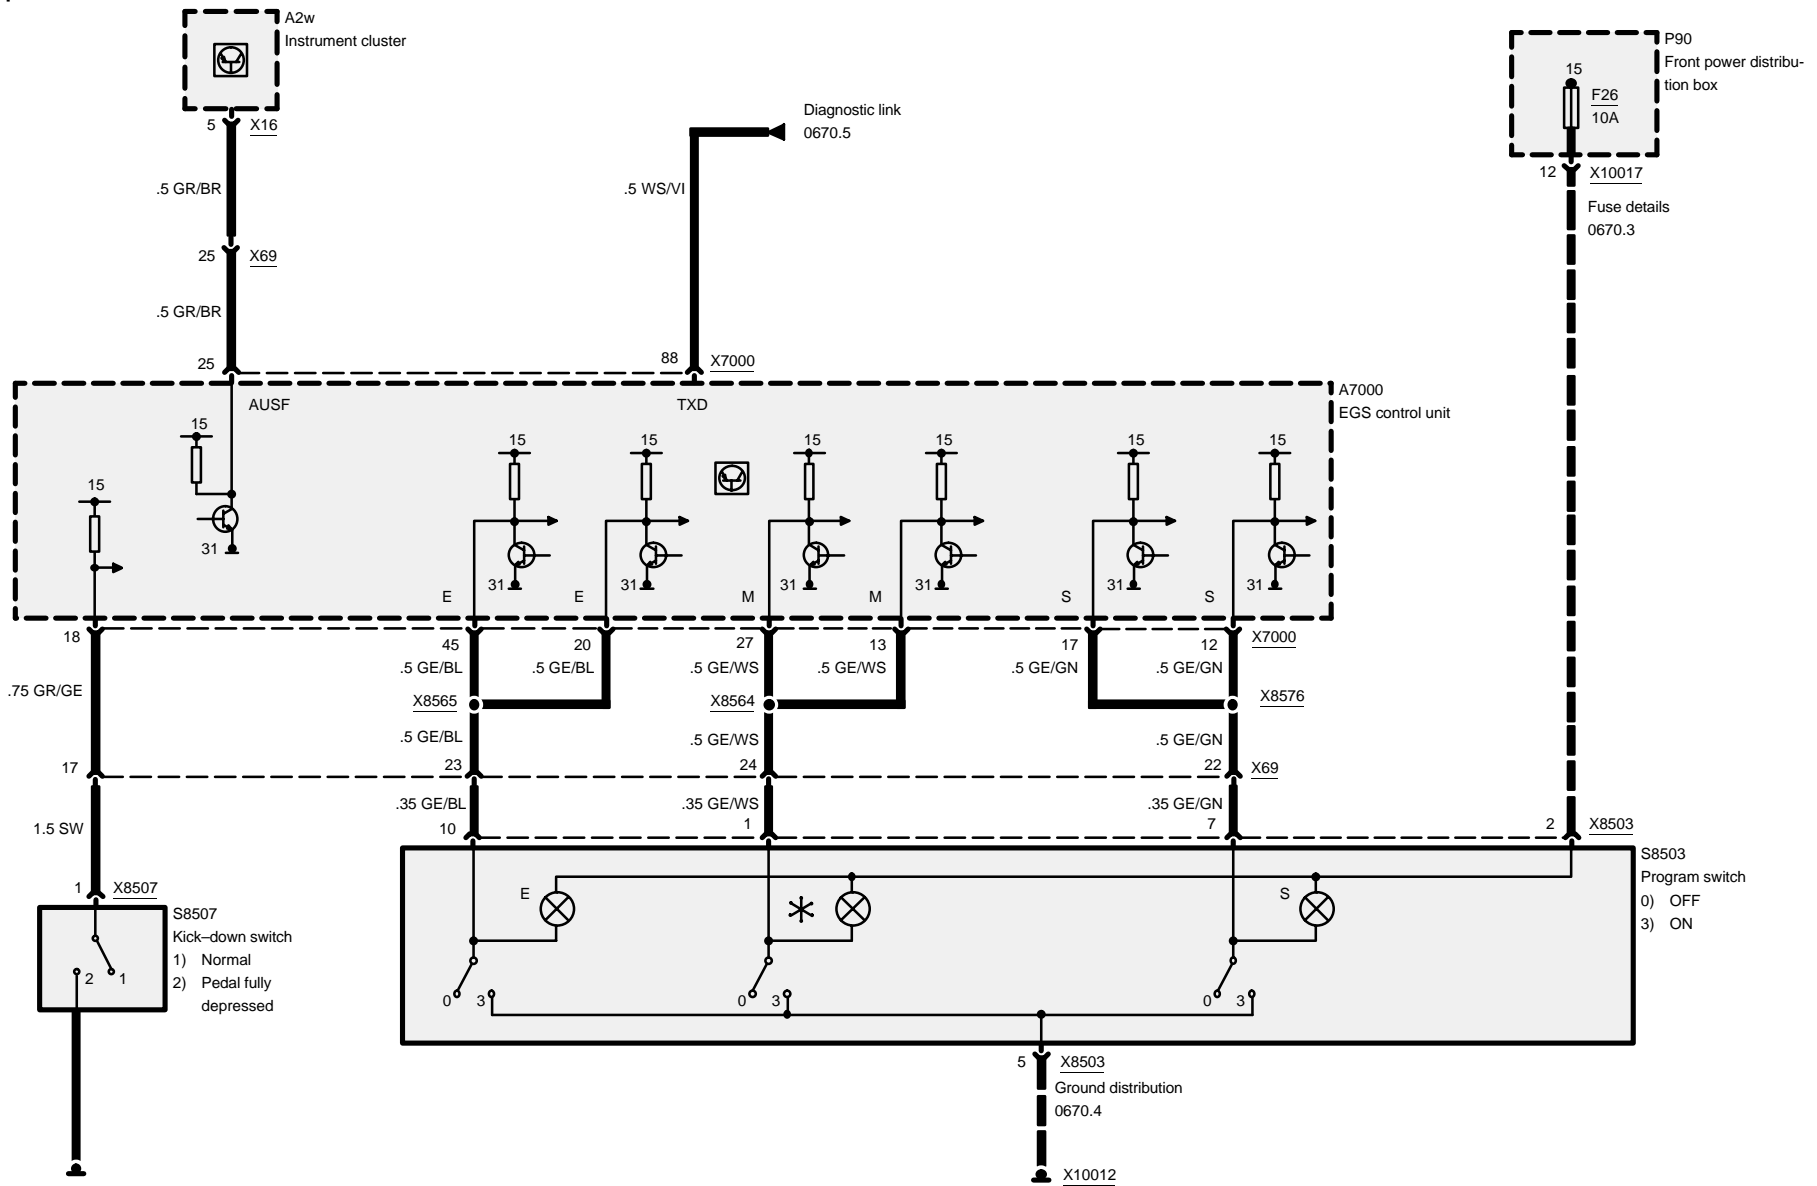 A2w
Instrument cluster
5 X16
.5 GR/BR
25 X69
.5 GR/BR
25
Diagnostic link
0670.5
.5 WS/VI
88 X7000
P90
Front power distribu-
tion box
15
F26
10A
12 X10017
Fuse details
0670.3
A7000
EGS control unit
AUSF
TXD
15
15
15
15
15
15
15
15
31
31
31
31
31
31
31
E
E
M
M
S
S
18
45
20
27
13
17
12
X7000
.75 GR/GE
.5 GE/BL
.5 GE/BL
.5 GE/WS
.5 GE/WS
.5 GE/GN
.5 GE/GN
X8565
X8564
X8576
.5 GE/BL
.5 GE/WS
.5 GE/GN
17
23
24
22
X69
.35 GE/BL
.35 GE/WS
.35 GE/GN
1.5 SW
10
1
7
2
X8503
1 X8507
S8507
Kick–down switch
1) Normal
2) Pedal fully
depressed
2
1
S8503
Program switch
0) OFF
3) ON
E
S
0
3
0
3
0
3
5 X8503
Ground distribution
0670.4
X10012